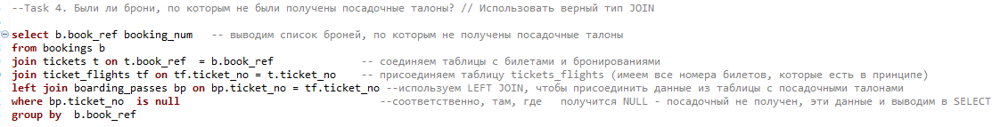 --Task 4. Были ли брони, по которым не были получены посадочные талоны? // Использовать верный тип JOIN
select b.book_ref booking_num -- выводим список броней, по которым не получены посадочные талоны
from bookings b
join tickets t on t.book_ref = b.book_ref -- соединяем таблицы с билетами и бронированиями
join ticket_flights tf on tf.ticket_no = t.ticket_no -- присоединяем таблицу tickets_flights (имеем все номера билетов, которые есть в принципе)
left join boarding_passes bp on bp.ticket_no = tf.ticket_no --используем LEFT JOIN, чтобы присоединить данные из таблицы с посадочными талонами
where bp.ticket_no is null --соответственно, там, где получится NULL - посадочный не получен, эти данные и выводим в SELECT
group by b.book_ref